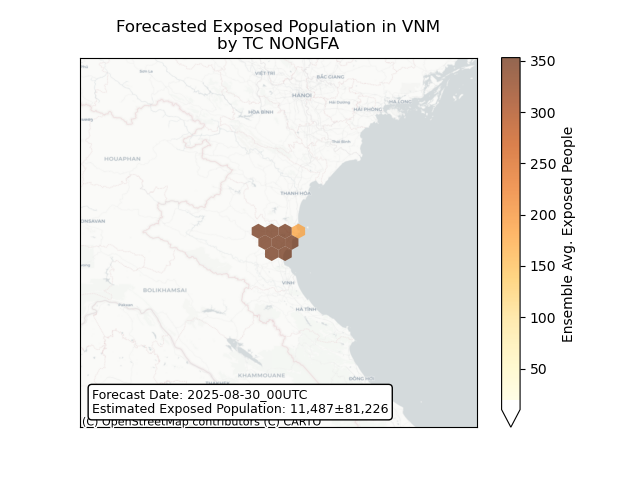 Forecasted Exposed Population in VNM
by TC NONGFA
VIỆT TRÌ
BẮC GIANG
HANOI
HẠ LONG
HẢI PHÒNG
HÒA BÌNH
HOUAPHAN
THANH HÓA
BOLIKHAMSAI
VINH
HÀ TĨNH
KHAMMOUANE
ĐỒNG HỚI
Forecast Date: 2025-08-30_00UTC
Estimated Exposed Population: 11,487±81,226
(C) OpenStreetMap contributors (C) CARTO
350
300
250
200
150
100
50
Ensemble Avg. Exposed People